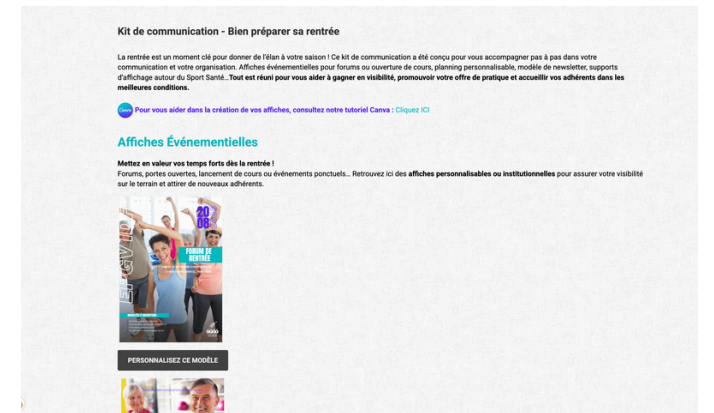 Kit de communication - Bien préparer sa rentrée
La rentrée est un moment clé pour donner de l'élan à votre saison ! Ce kit de communication a été conçu pour vous accompagner pas à pas dans votre
communication et votre organisation. Affiches événementielles pour forums ou ouverture de cours, planning personnalisable, modèle de newsletter, supports
d'affichage autour du Sport Santé…Tout est réuni pour vous aider à gagner en visibilité, promouvoir votre offre de pratique et accueillir vos adhérents dans les
meilleures conditions.
Canva Pour vous aider dans la création de vos affiches, consultez notre tutoriel Canva : Cliquez ICI
Affiches Événementielles
Mettez en valeur vos temps forts dès la rentrée !
Forums, portes ouvertes, lancement de cours ou événements ponctuels… Retrouvez ici des affiches personnalisables ou institutionnelles pour assurer votre visibilité
sur le terrain et attirer de nouveaux adhérents.
20
08
FORUM DE
RENTRÉE
PERSONNALISEZ CE MODÈLE